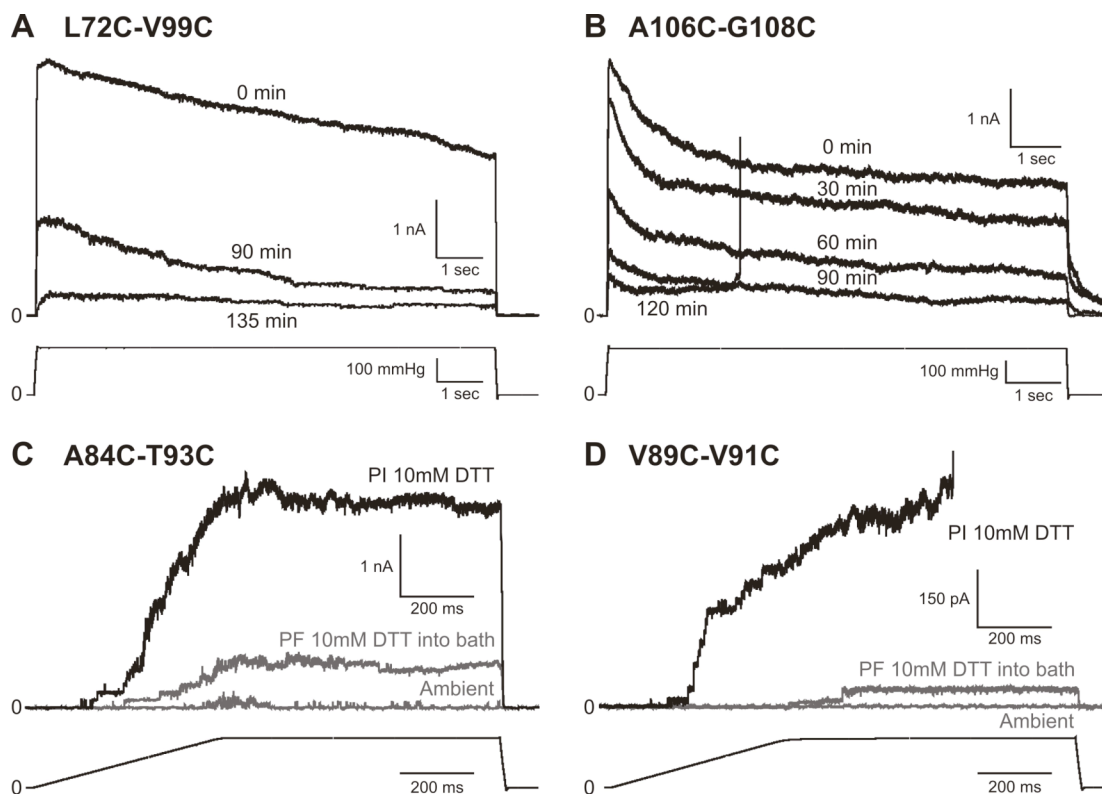 A L72C-V99C
0 min
1 nA
1 sec
90 min
135 min
0
100 mmHg
1 sec
0
B A106C-G108C
1 nA
1 sec
0 min
30 min
60 min
90 min
120 min
0
100 mmHg
1 sec
0
C A84C-T93C
PI 10mM DTT
1 nA
200 ms
PF 10mM DTT into bath
Ambient
0
0
200 ms
D V89C-V91C
PI 10mM DTT
150 pA
200 ms
PF 10mM DTT into bath
0
Ambient
0
200 ms